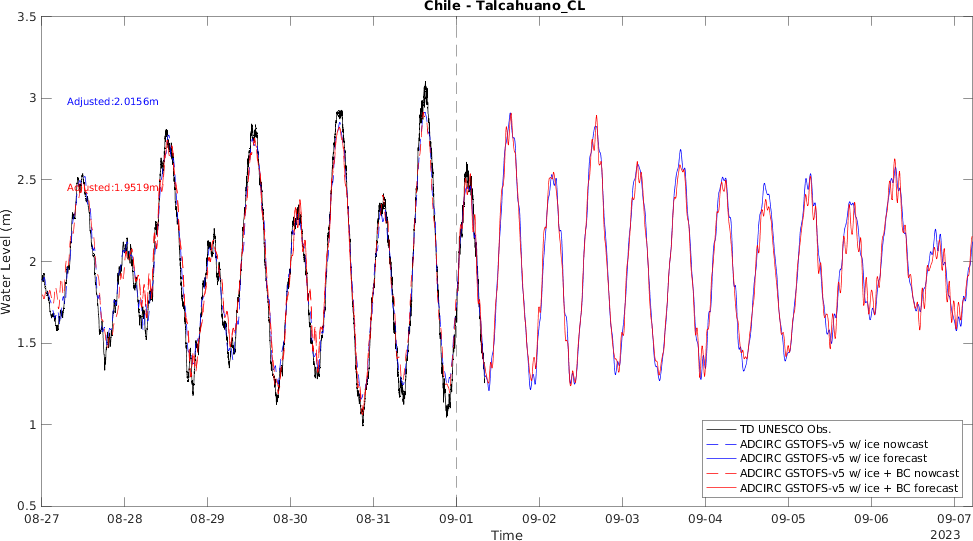 Chile - Talcahuano_CL
3.5
3
2.5
2
1.5
1
0.5
Water Level (m)
Adjusted:2.0156m
Adjusted:1.9519m
TD UNESCO Obs.
ADCIRC GSTOFS-v5 w/ ice nowcast
ADCIRC GSTOFS-v5 w/ ice forecast
ADCIRC GSTOFS-v5 w/ ice + BC nowcast
ADCIRC GSTOFS-v5 w/ ice + BC forecast
08-27 08-28 08-29 08-30 08-31 09-01 09-02 09-03 09-04 09-05 09-06 09-07
2023
Time